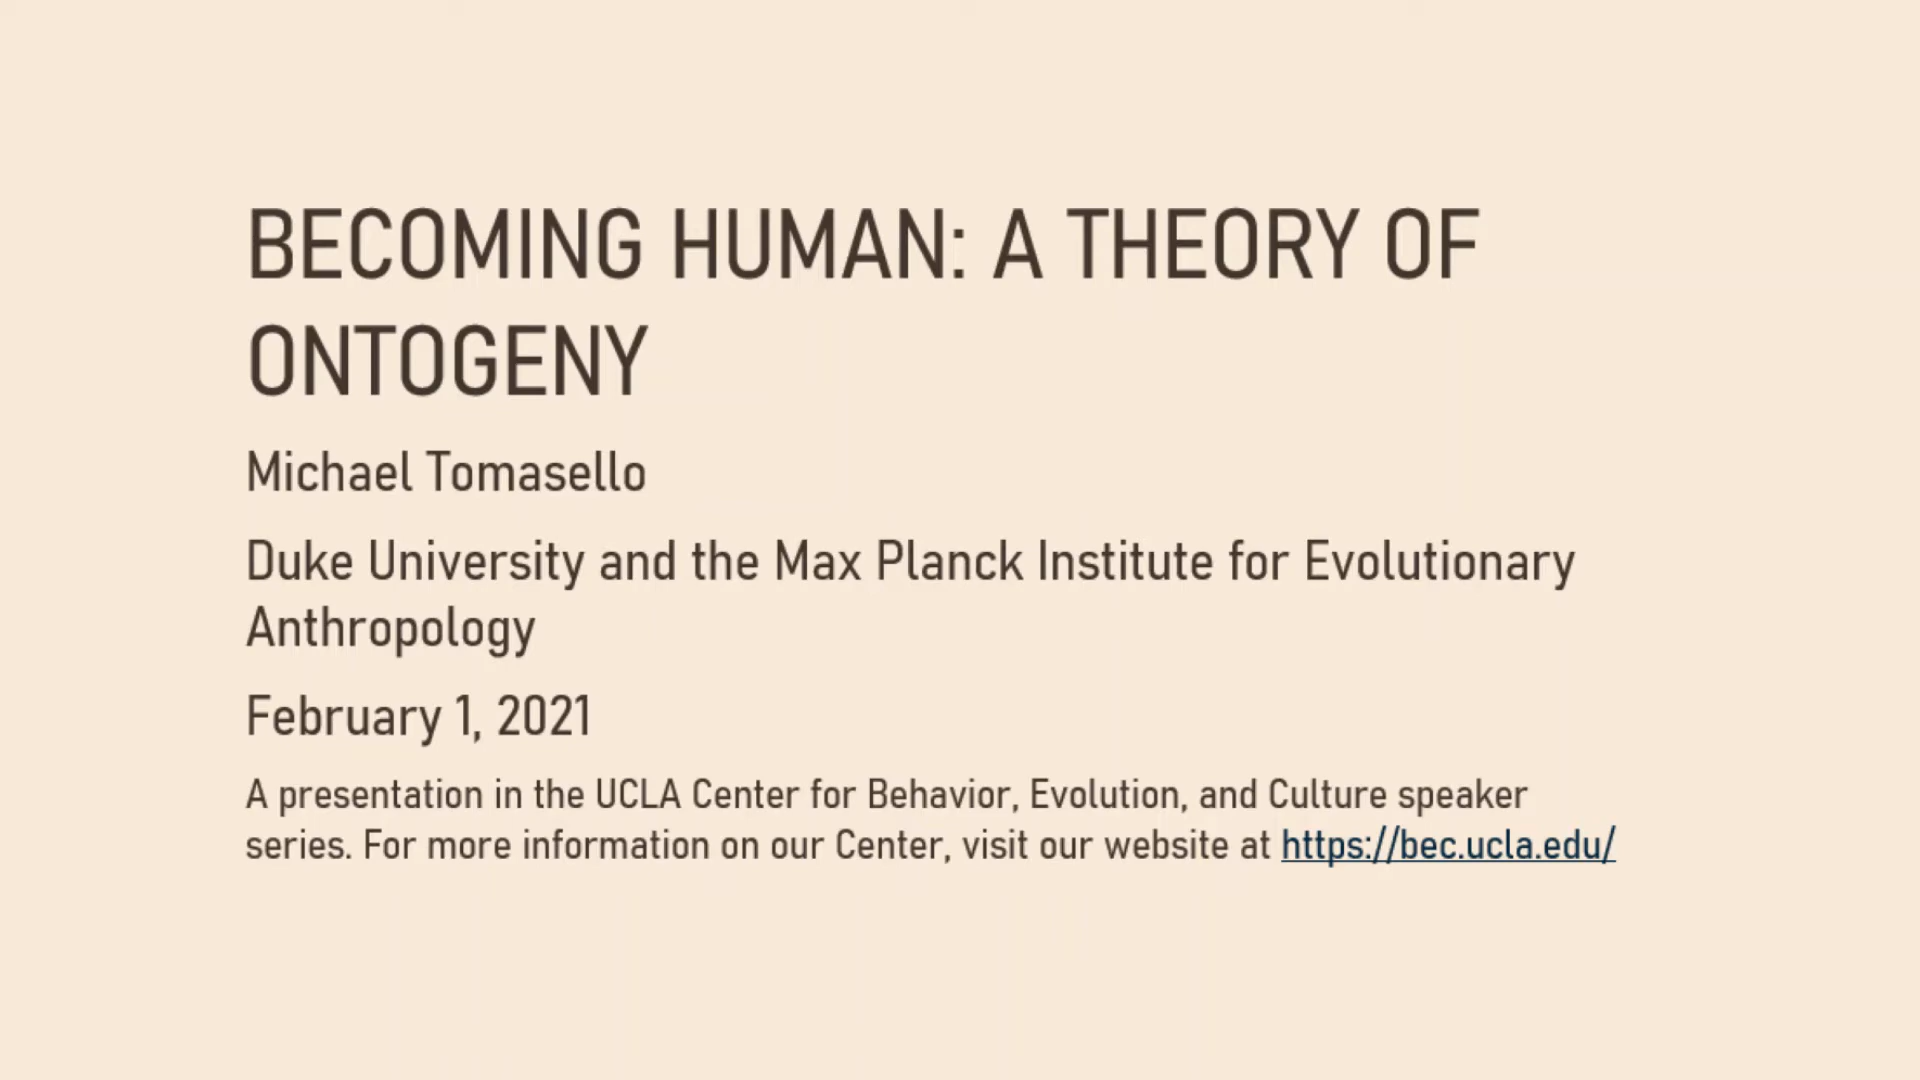 BECOMING HUMAN: A THEORY OF
ONTOGENY
Michael Tomasello
Duke University and the Max Planck Institute for Evolutionary
Anthropology
February 1, 2021
A presentation in the UCLA Center for Behavior, Evolution, and Culture speaker
series. For more information on our Center, visit our website at https://bec.ucla.edu/